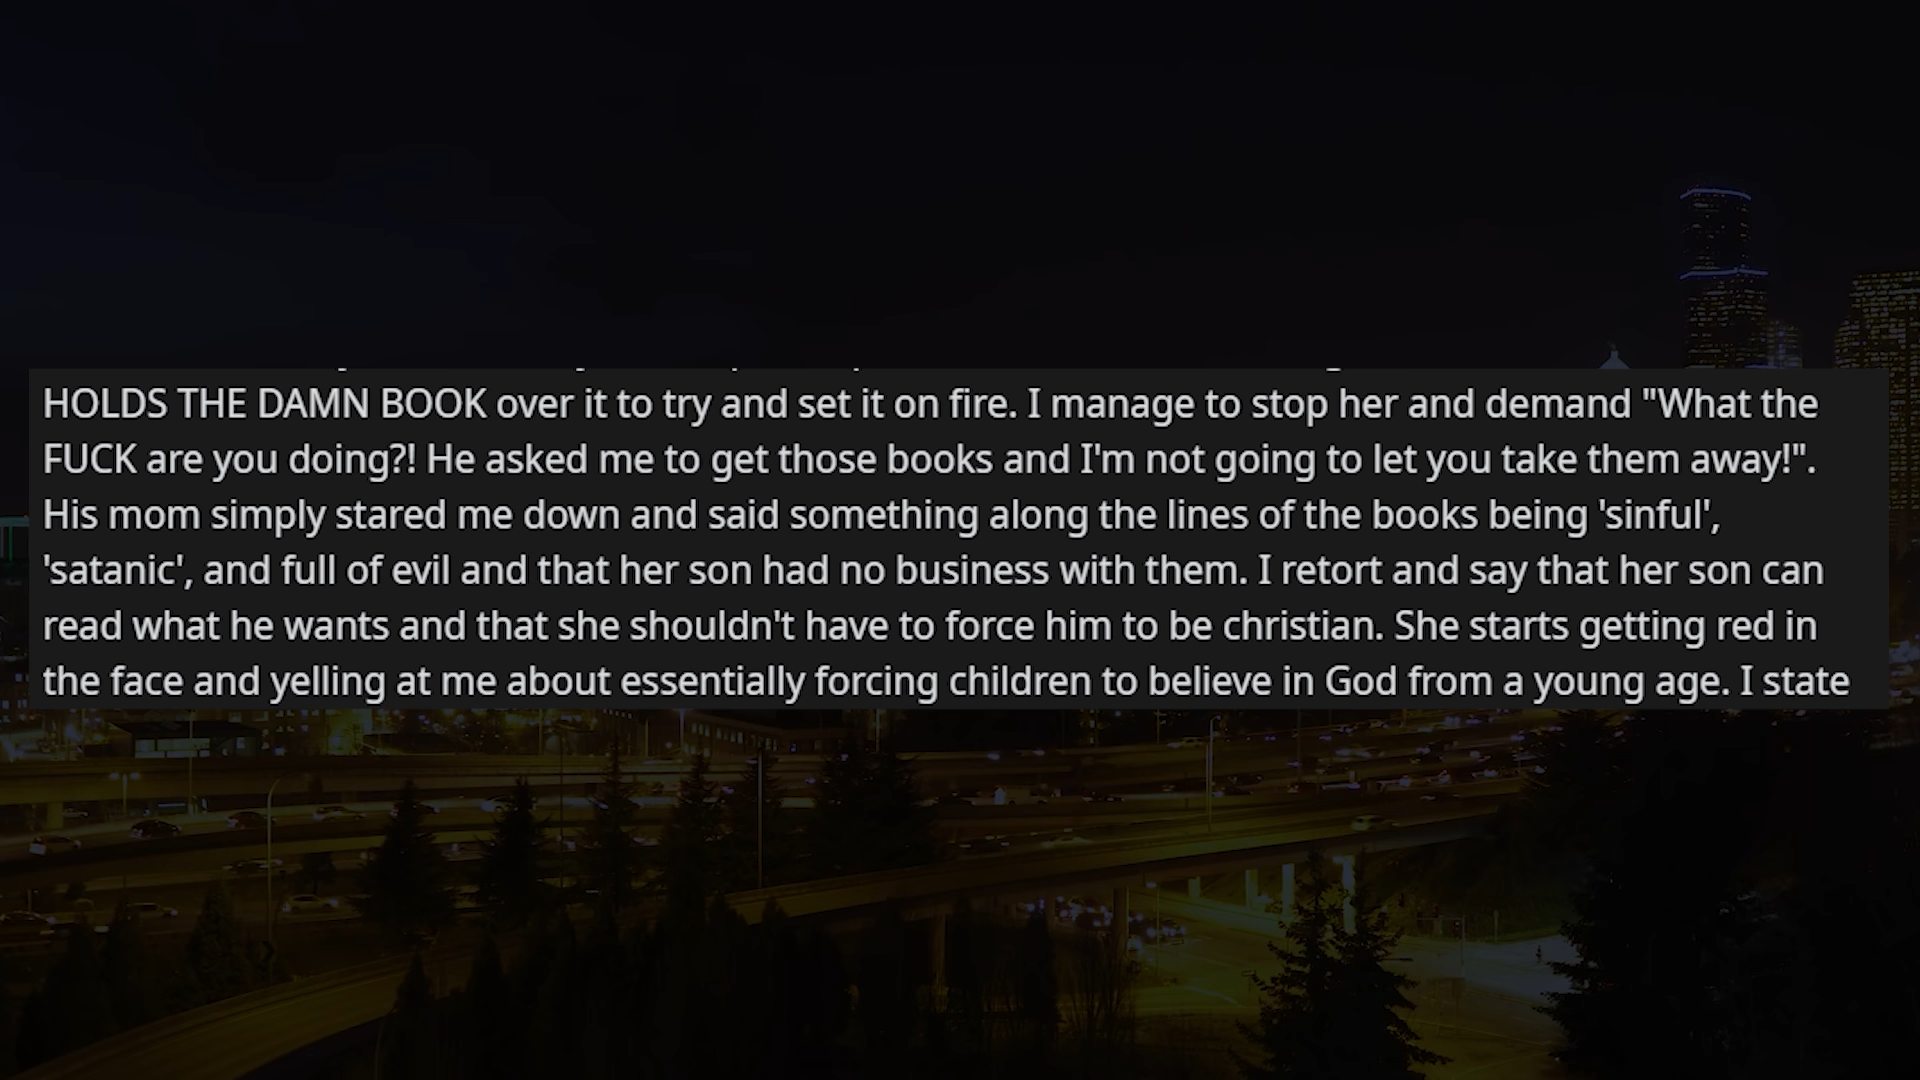 HOLDS THE DAMN BOOK over it to try and set it on fire. I manage to stop her and demand "What the
FUCK are you doing?! He asked me to get those books and I'm not going to let you take them away!".
His mom simply stared me down and said something along the lines of the books being 'sinful',
'satanic', and full of evil and that her son had no business with them. I retort and say that her son can
read what he wants and that she shouldn't have to force him to be christian. She starts getting red in
the face and yelling at me about essentially forcing children to believe in God from a young age. I state